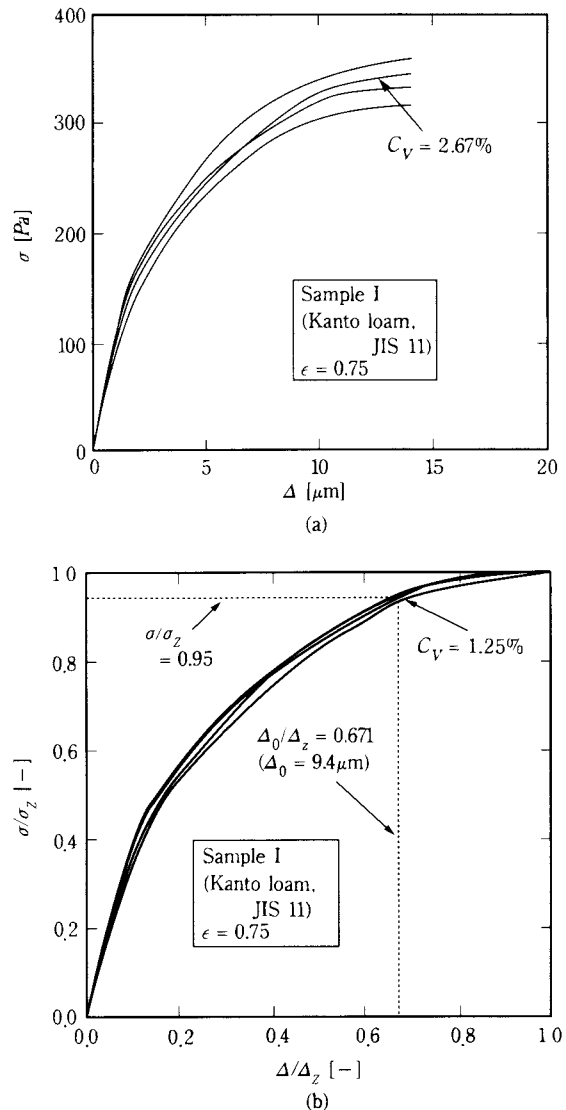 400
300
200
100
0
σ [Pa]
C_V = 2.67%
Sample I
(Kanto loam,
JIS 11)
ϵ = 0.75
0 5 10 15 20
Δ [μm]
(a)
1.0
0.8
0.6
0.4
0.2
0.0
σ/σ_Z [−]
σ/σ_Z
= 0.95
C_V = 1.25%
Δ_0/Δ_z = 0.671
(Δ_0 = 9.4μm)
Sample I
(Kanto loam,
JIS 11)
ϵ = 0.75
0.0 0.2 0.4 0.6 0.8 1.0
Δ/Δ_Z [−]
(b)